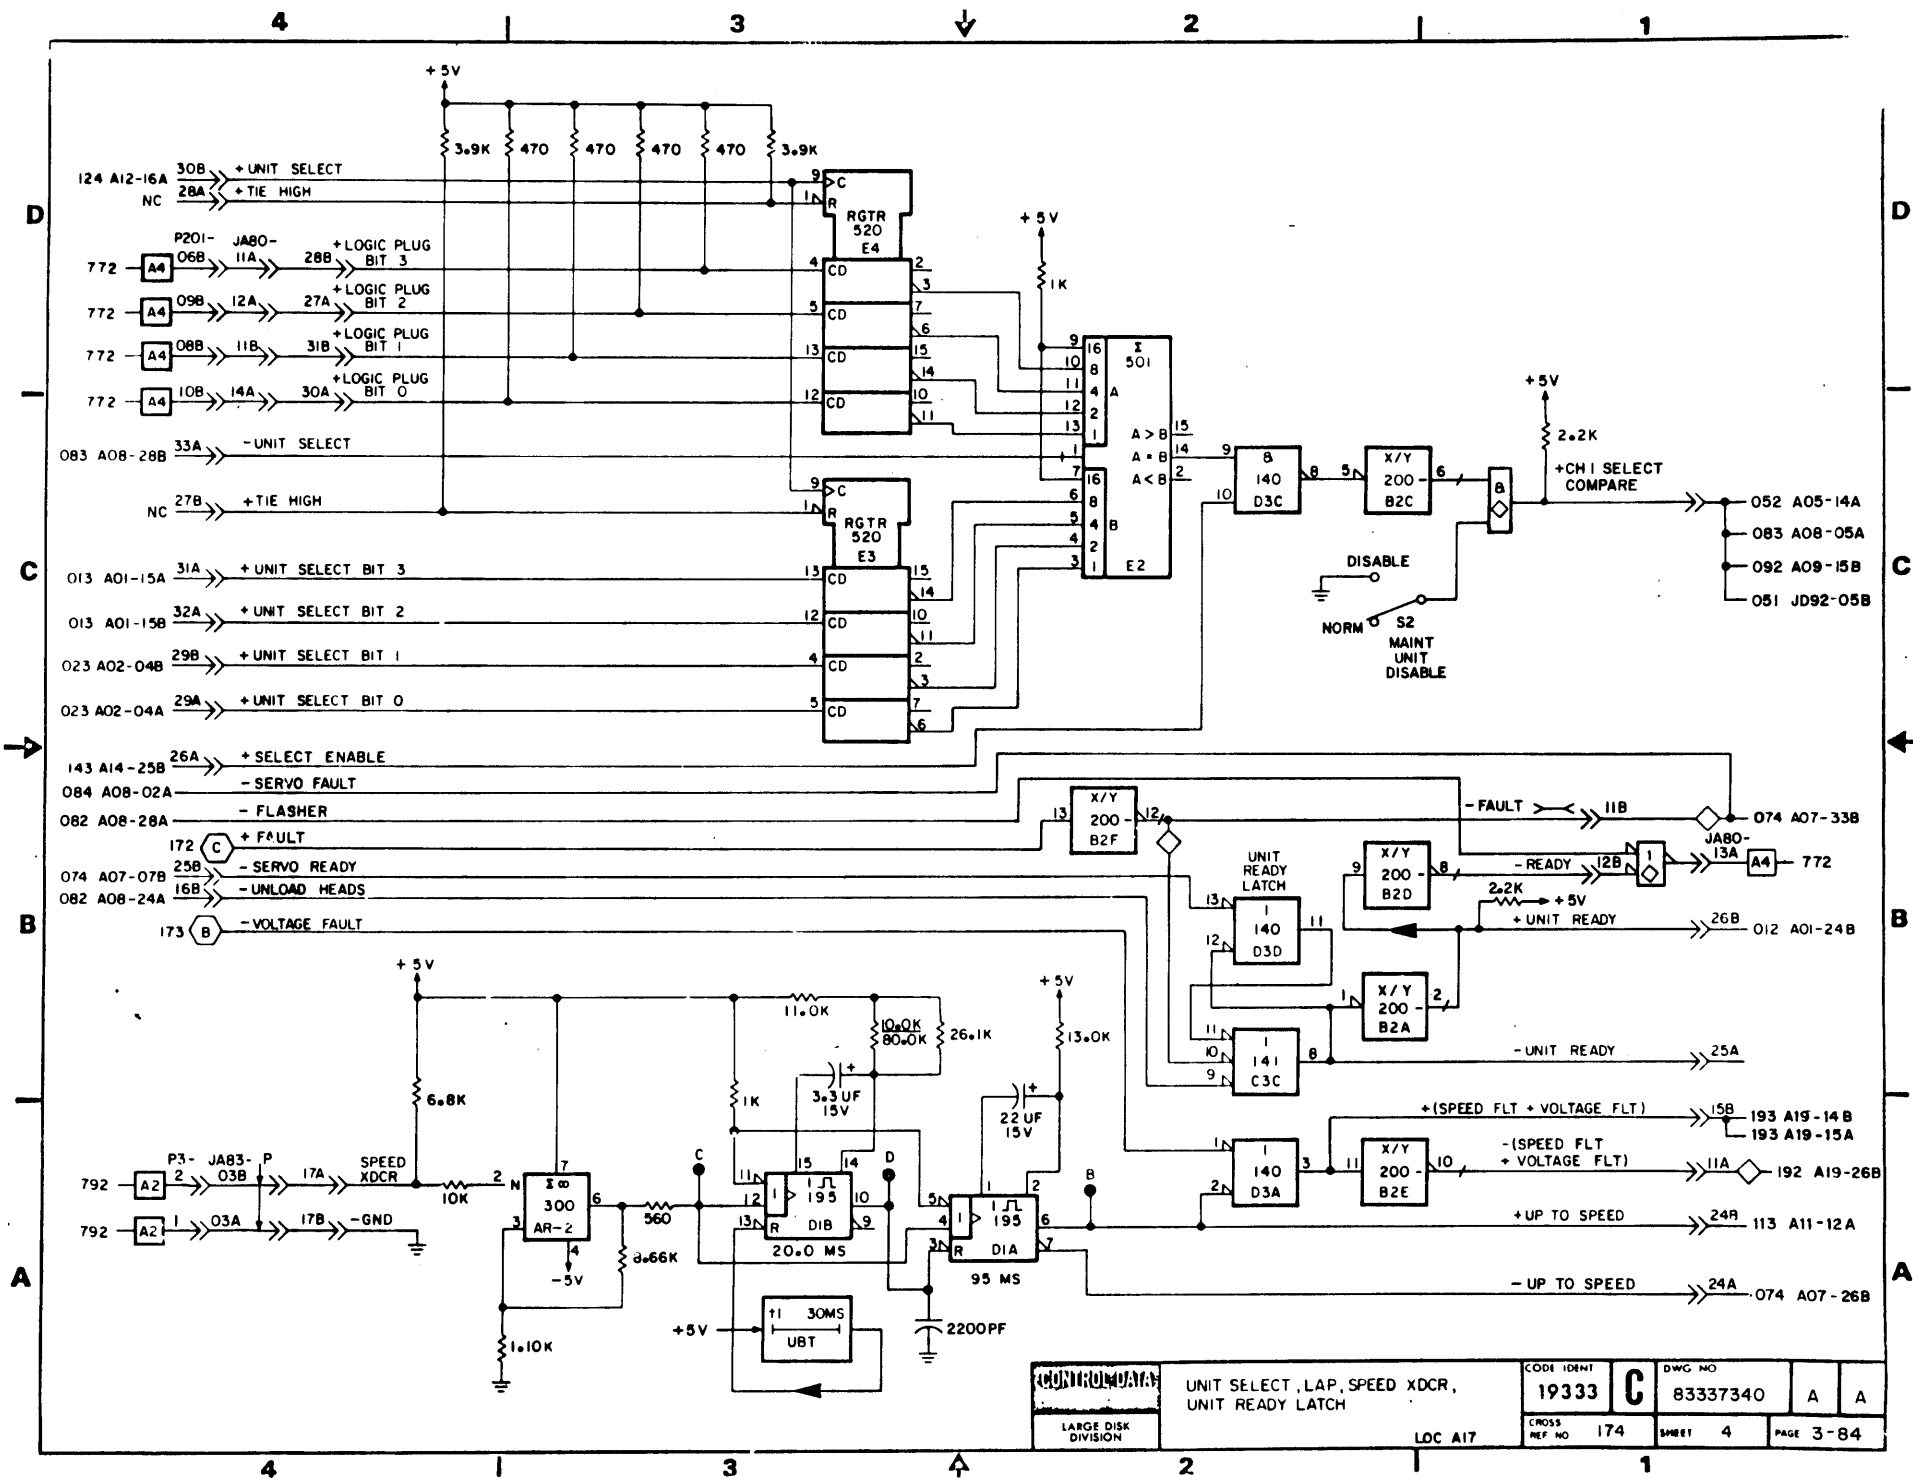 4 3 2 1
+5V
3.9K 470 470 470 470 3.9K
124 A12-16A 30B + UNIT SELECT
NC 28A + TIE HIGH
9 C
1 R
RGTR
520
E4
D D
P201- JA80-
772 A4 06B 11A 28B + LOGIC PLUG
BIT 3
4 CD 2
3
772 A4 09B 12A 27A + LOGIC PLUG
BIT 2
5 CD 7
6
772 A4 08B 11B 31B + LOGIC PLUG
BIT 1
13 CD 15
14
772 A4 10B 14A 30A + LOGIC PLUG
BIT 0
12 CD 10
11
+5V
1K
9 16 Σ
10 8 501
11 4 A
12 2
13 1 A > B 15
1 A = B 14
7 16 A < B 2
6 8
5 4 B
4 2
3 1 E2
083 A08-28B 33A - UNIT SELECT
NC 27B + TIE HIGH
9 C
1 R
RGTR
520
E3
9 &
140 8
10 D3C
5 X/Y
200- 6
B2C
&
+5V
2.2K
+CH I SELECT
COMPARE
052 A05-14A
083 A08-05A
092 A09-15B
051 JD92-05B
DISABLE
NORM S2
MAINT
UNIT
DISABLE
C C
013 A01-15A 31A + UNIT SELECT BIT 3
13 CD 15
14
013 A01-15B 32A + UNIT SELECT BIT 2
12 CD 10
11
023 A02-04B 29B + UNIT SELECT BIT 1
4 CD 2
3
023 A02-04A 29A + UNIT SELECT BIT 0
5 CD 7
6
143 A14-25B 26A + SELECT ENABLE
084 A08-02A - SERVO FAULT
082 A08-28A - FLASHER
172 C + FAULT
074 A07-07B 25B - SERVO READY
082 A08-24A 16B - UNLOAD HEADS
173 B - VOLTAGE FAULT
13 X/Y
200- 12
B2F
- FAULT 11B 074 A07-33B
UNIT
READY
LATCH
13 1
12 140 11
D3D
9 X/Y
200- 8
B2D
- READY 12B 1
JA80-
13A A4 772
2.2K +5V
+ UNIT READY 26B 012 A01-24B
B B
1 X/Y
200- 2
B2A
11 1
10 141 8
9 C3C
- UNIT READY 25A
+5V
6.8K
11.0K
10.0K
80.0K
26.1K
3.3 UF
15V
1K
+5V
13.0K
22 UF
15V
+(SPEED FLT + VOLTAGE FLT) 15B 193 A19-14B
193 A19-15A
1 1
140 3
2 D3A
11 X/Y
200- 10
B2E
-(SPEED FLT
+ VOLTAGE FLT) 11A 192 A19-26B
P3- JA83- P
792 A2 2 03B 17A SPEED
XDCR
10K
792 A2 1 03A 17B -GND
2 N Σ ∞ 7
300 6
3 AR-2
4
-5V
560
8.66K
1.10K
C
11 15 14
12 1 195 10
13 R D1B 9
20.0 MS
D
5 1 2
4 1 195 6
3 R D1A 7
95 MS
B
+ UP TO SPEED 24B 113 A11-12A
- UP TO SPEED 24A 074 A07-26B
A A
+5V t1 30MS
UBT
2200PF
CONTROL DATA
LARGE DISK
DIVISION
UNIT SELECT, LAP, SPEED XDCR,
UNIT READY LATCH
LOC A17
CODE IDENT
19333
C
DWG NO
83337340
A A
CROSS
REF NO 174
SHEET 4
PAGE 3-84
4 3 2 1